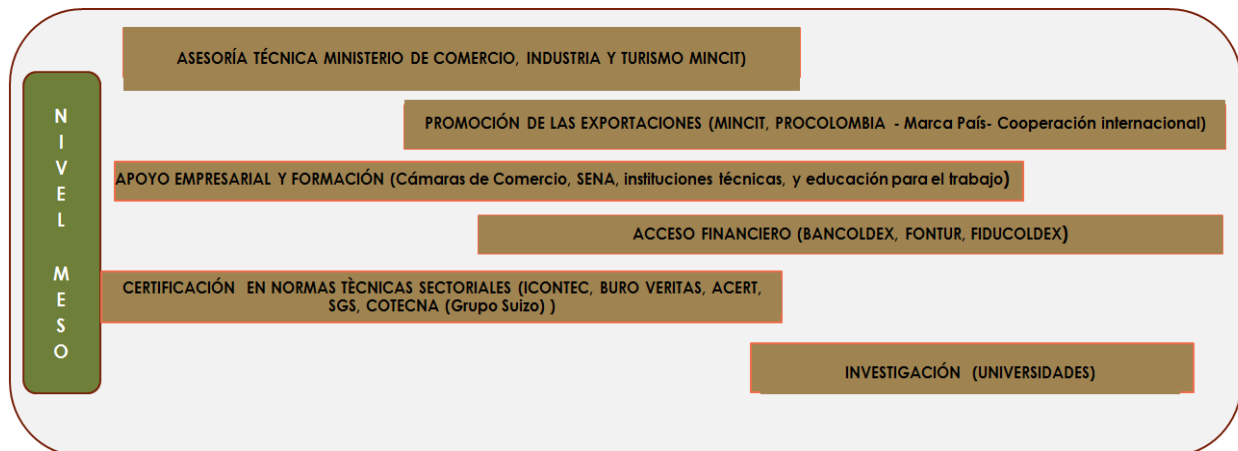 NIVEL MESO
ASESORÍA TÉCNICA MINISTERIO DE COMERCIO, INDUSTRIA Y TURISMO MINCIT)
PROMOCIÓN DE LAS EXPORTACIONES (MINCIT, PROCOLOMBIA - Marca País- Cooperación internacional)
APOYO EMPRESARIAL Y FORMACIÓN (Cámaras de Comercio, SENA, instituciones técnicas, y educación para el trabajo)
ACCESO FINANCIERO (BANCOLDEX, FONTUR, FIDUCOLDEX)
CERTIFICACIÓN EN NORMAS TÈCNICAS SECTORIALES (ICONTEC, BURO VERITAS, ACERT,
SGS, COTECNA (Grupo Suizo) )
INVESTIGACIÓN (UNIVERSIDADES)